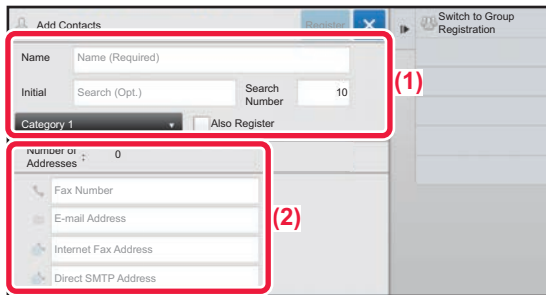 Add Contacts
Register
Switch to Group
Registration
Name
Name (Required)
Initial
Search (Opt.)
Search
Number
10
Category 1
Also Register
(1)
Number of
Addresses
:
0
Fax Number
E-mail Address
Internet Fax Address
Direct SMTP Address
(2)